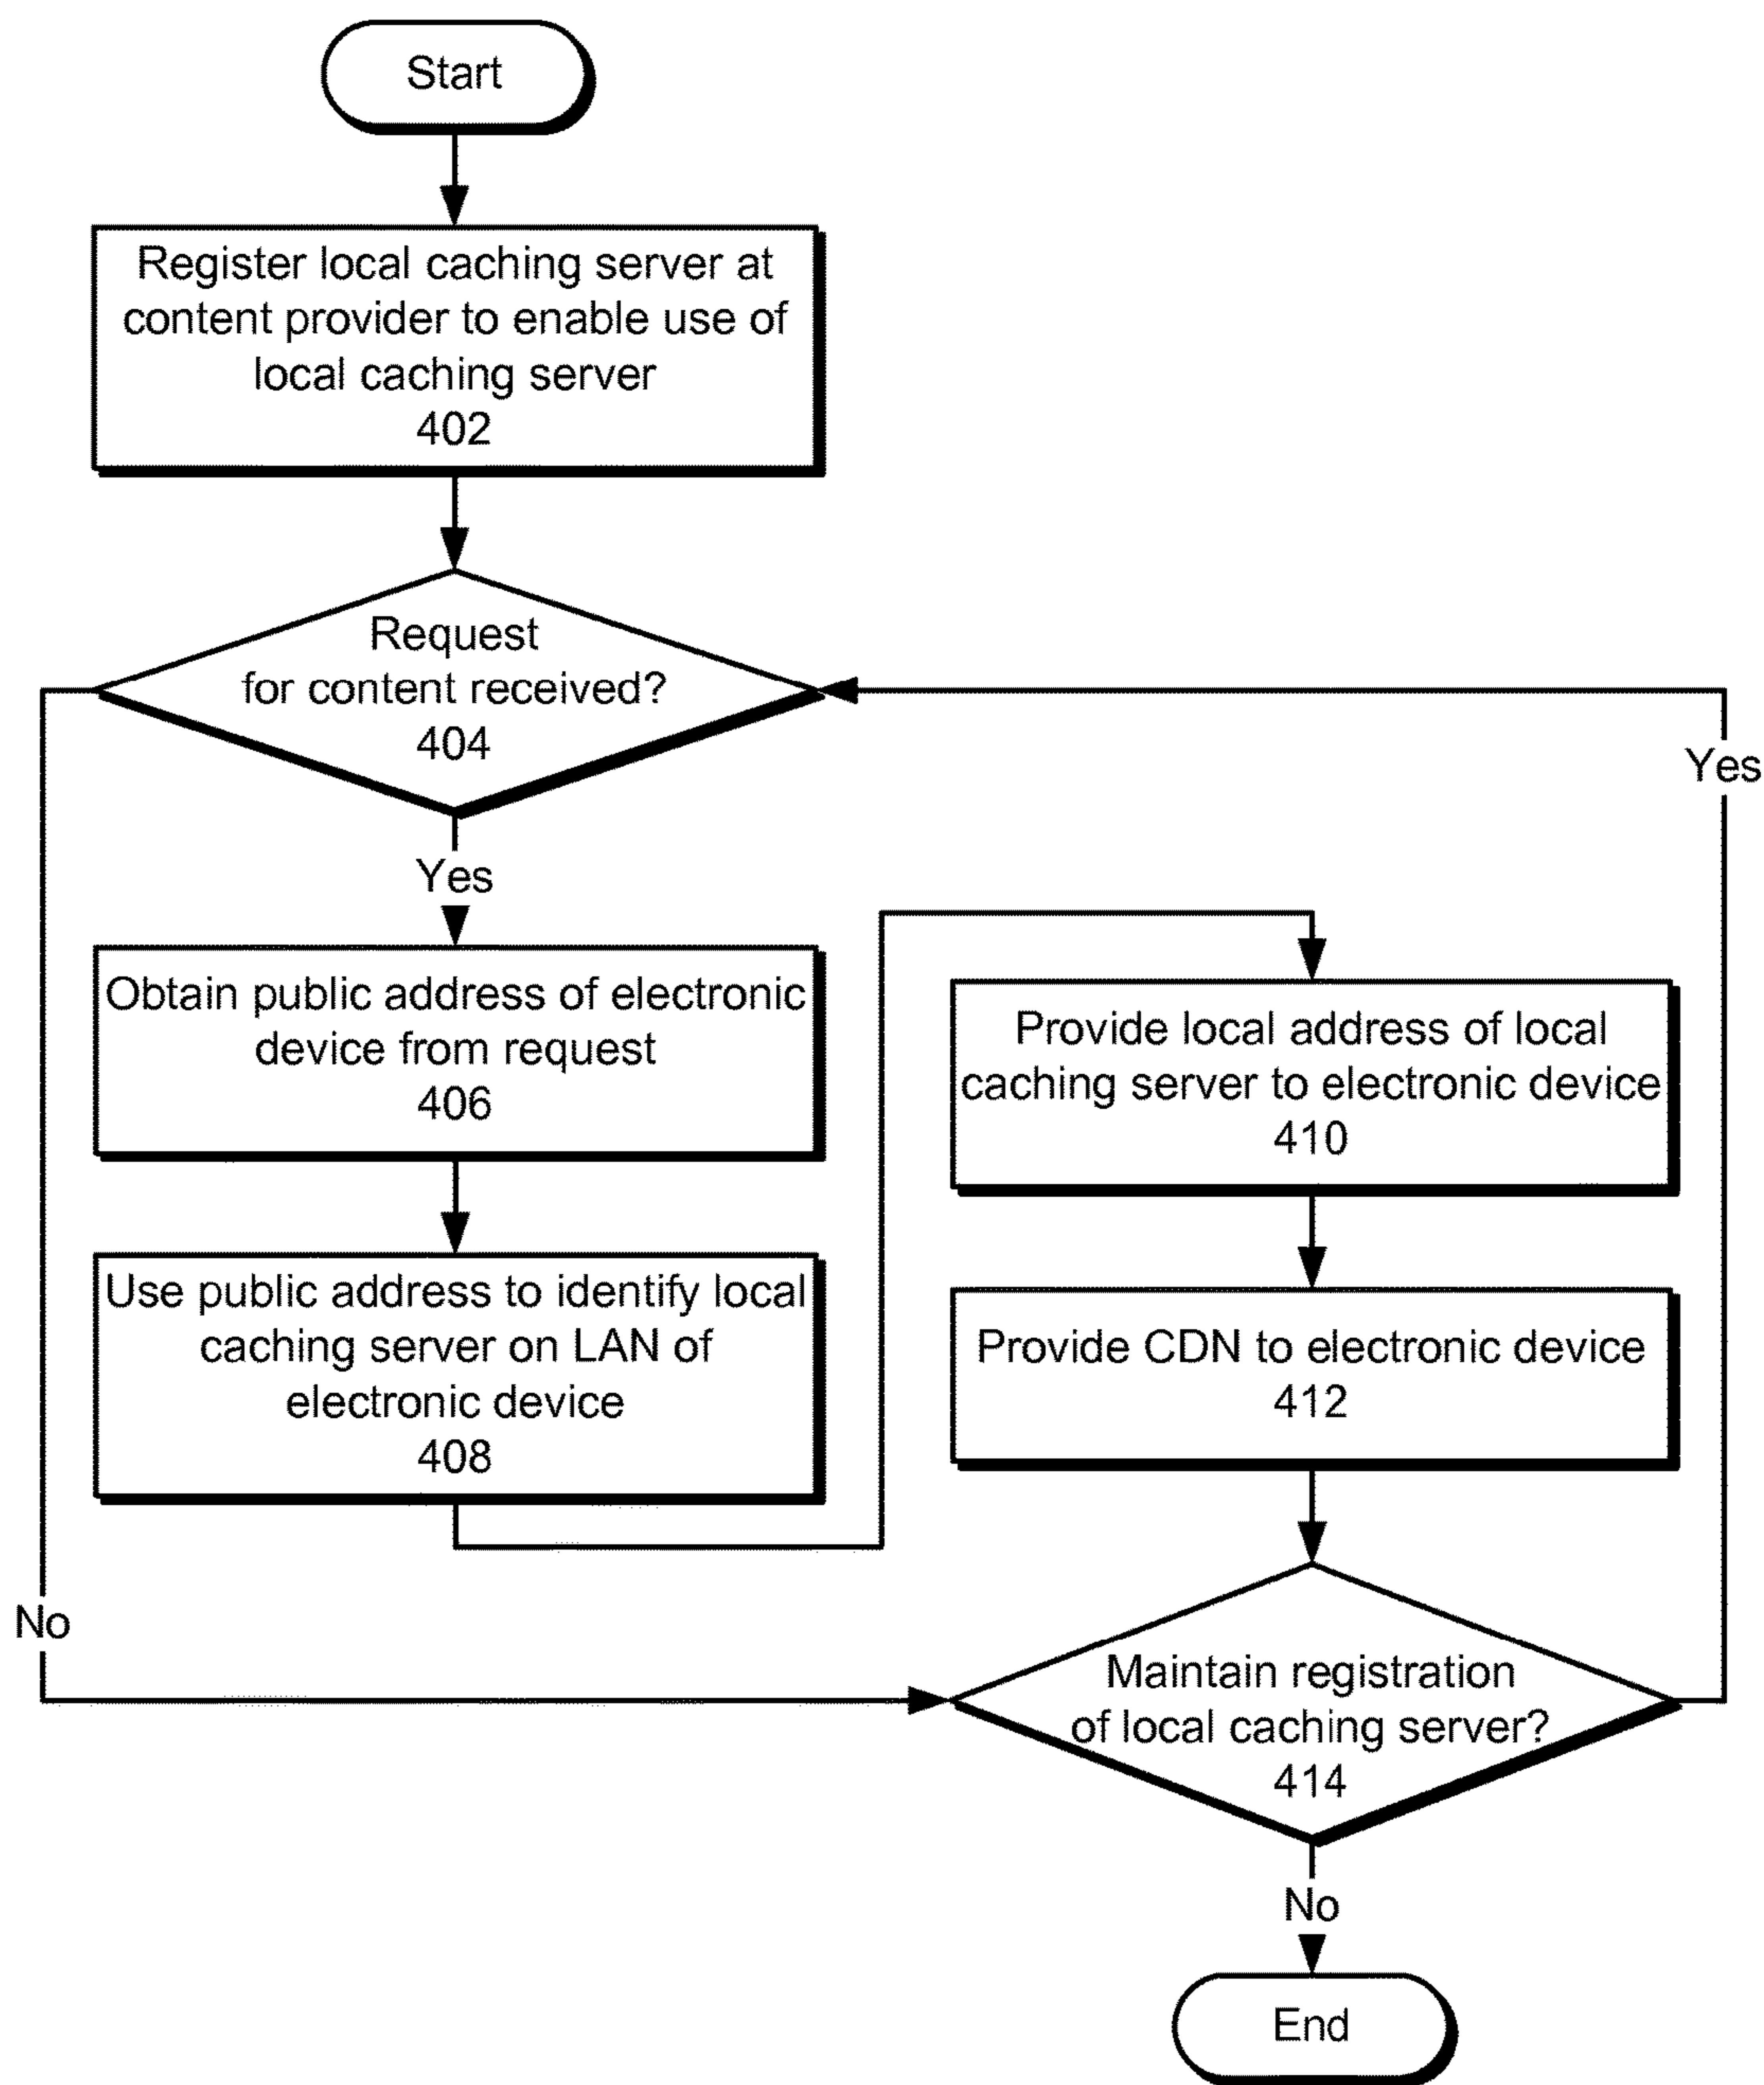 Start
Register local caching server at
content provider to enable use of
local caching server
402
Request
for content received?
404
Yes
Obtain public address of electronic
device from request
406
Use public address to identify local
caching server on LAN of
electronic device
408
No
Provide local address of local
caching server to electronic device
410
Provide CDN to electronic device
412
Maintain registration
of local caching server?
414
Yes
No
End